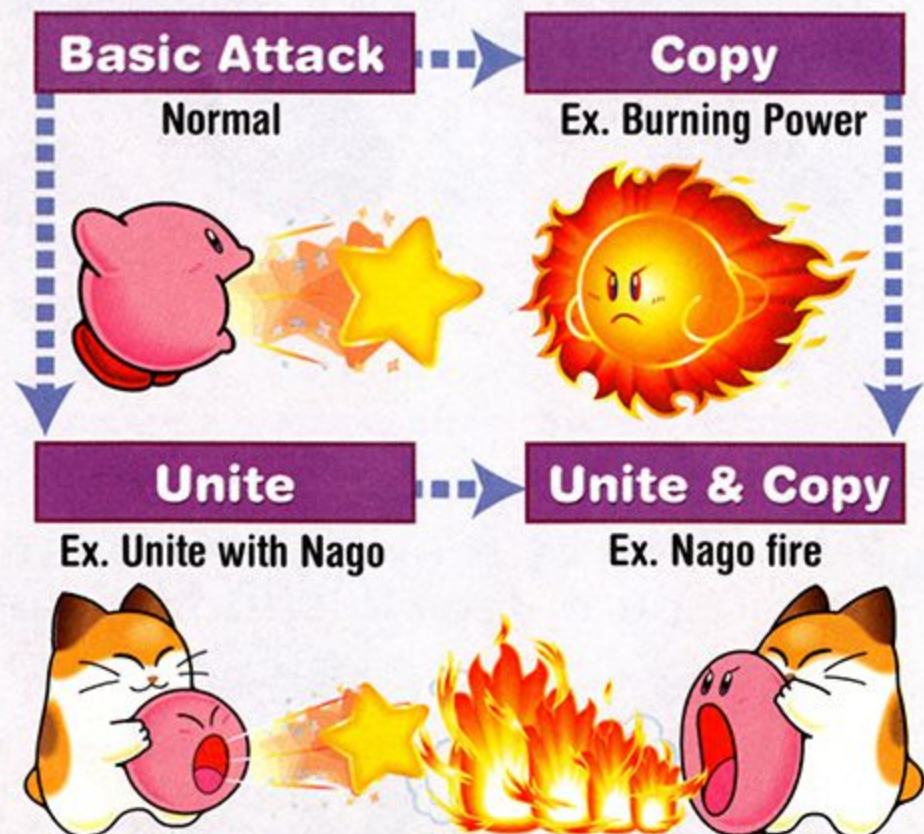 Basic Attack
Normal
Copy
Ex. Burning Power
Unite
Ex. Unite with Nago
Unite & Copy
Ex. Nago fire